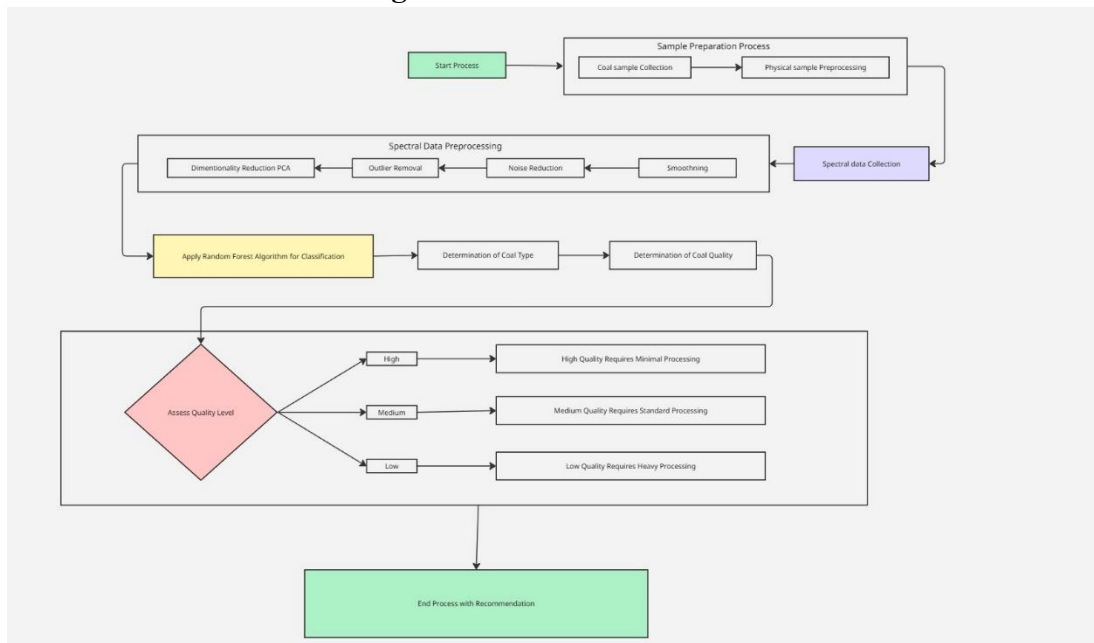 Sample Preparation Process
Start Process
Coal sample Collection
Physical sample Preprocessing
Spectral Data Preprocessing
Dimentionality Reduction PCA
Outlier Removal
Noise Reduction
Smoothning
Spectral data Collection
Apply Random Forest Algorithm for Classification
Determination of Coal Type
Determination of Coal Quality
Assess Quality Level
High
High Quality Requires Minimal Processing
Medium
Medium Quality Requires Standard Processing
Low
Low Quality Requires Heavy Processing
End Process with Recommendation